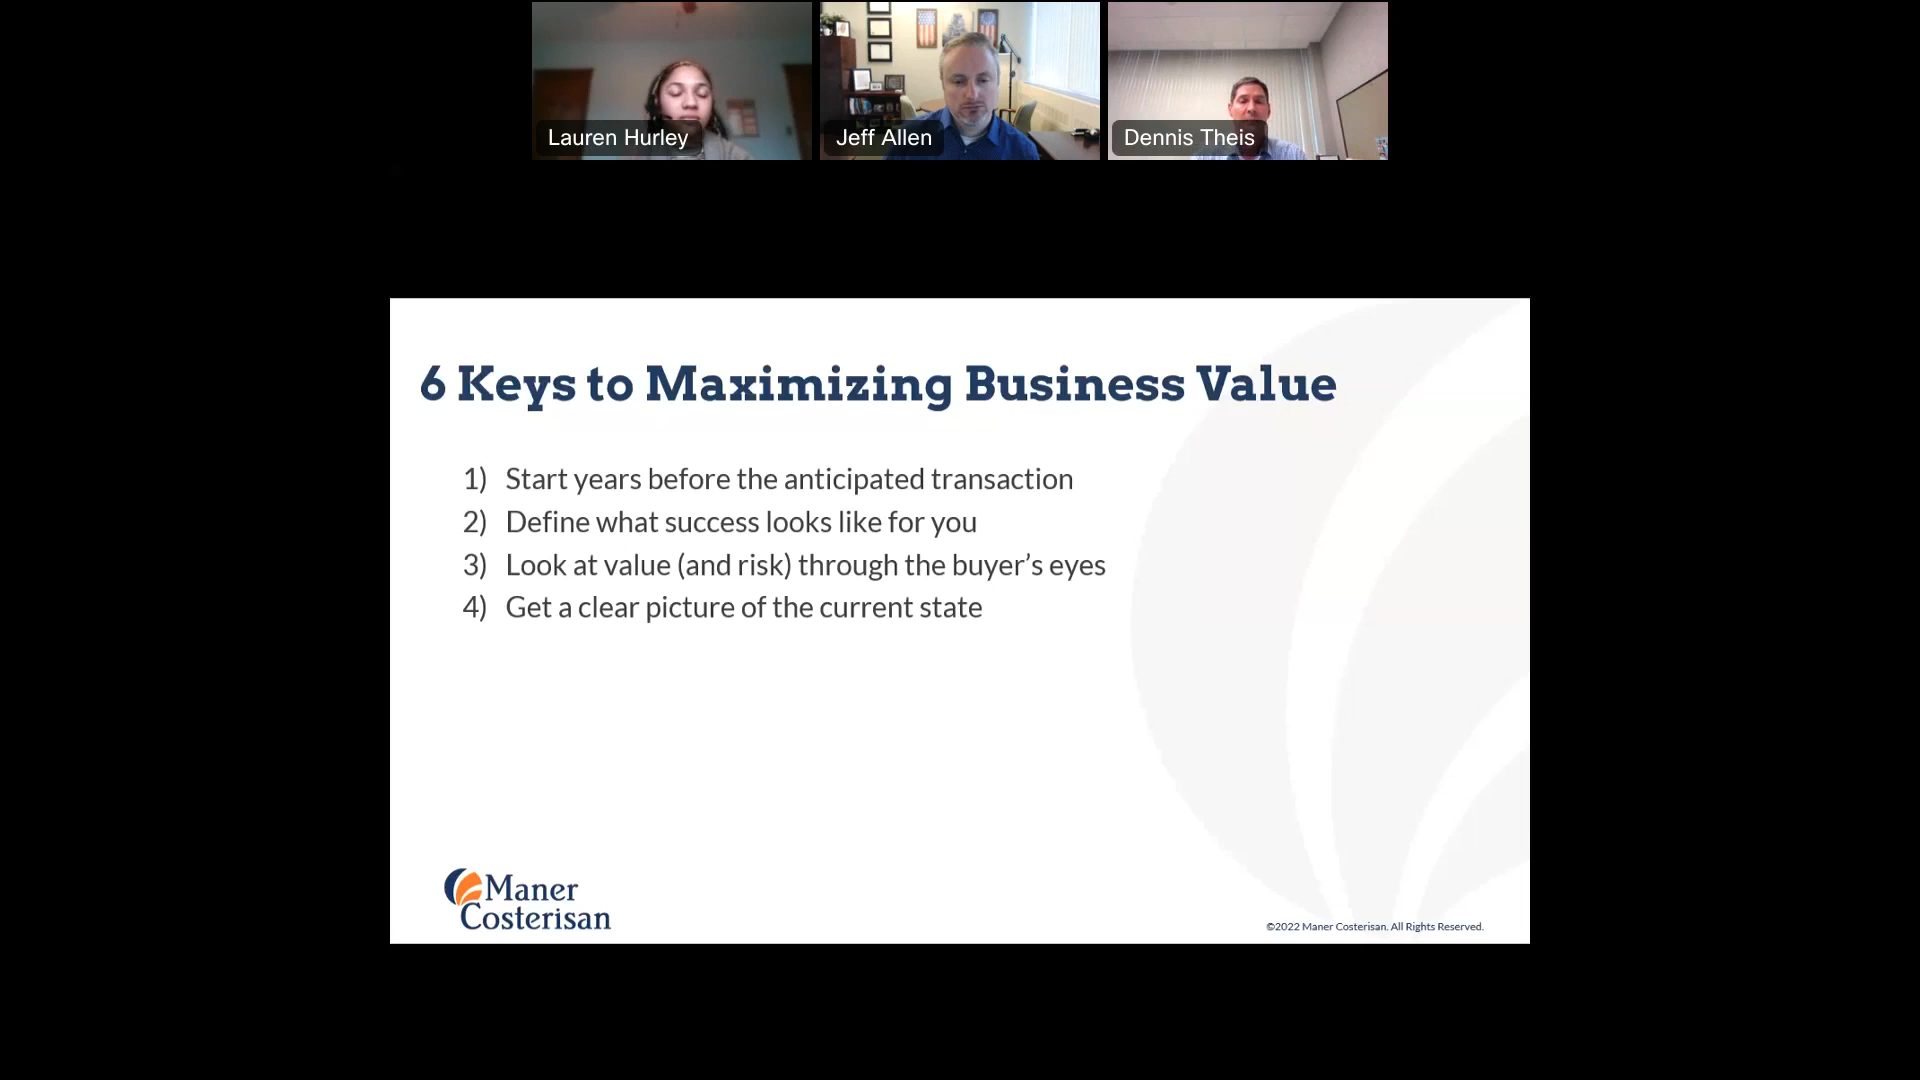 Lauren Hurley
Jeff Allen
Dennis Theis
6 Keys to Maximizing Business Value
1) Start years before the anticipated transaction
2) Define what success looks like for you
3) Look at value (and risk) through the buyer’s eyes
4) Get a clear picture of the current state
Maner
Costerisan
©2022 Maner Costerisan. All Rights Reserved.